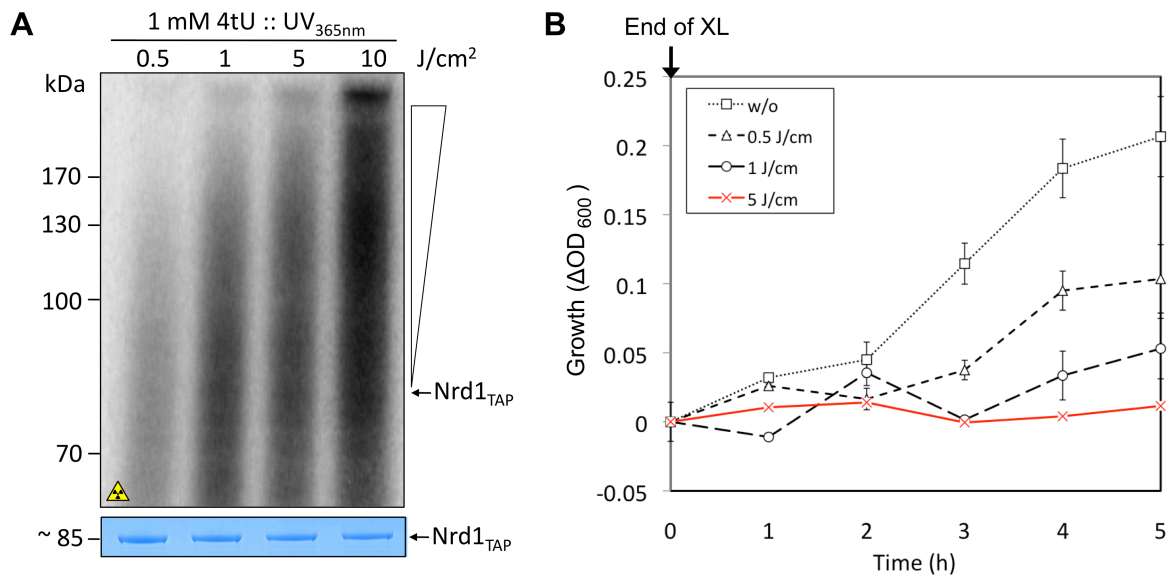 A
1 mM 4tU :: UV365nm
0.5 1 5 10 J/cm2
kDa
170
130
100
Nrd1TAP
70
~ 85
Nrd1TAP
B
End of XL
0.25
0.2
0.15
0.1
0.05
0
-0.05
Growth (ΔOD600)
w/o
0.5 J/cm
1 J/cm
5 J/cm
0 1 2 3 4 5
Time (h)